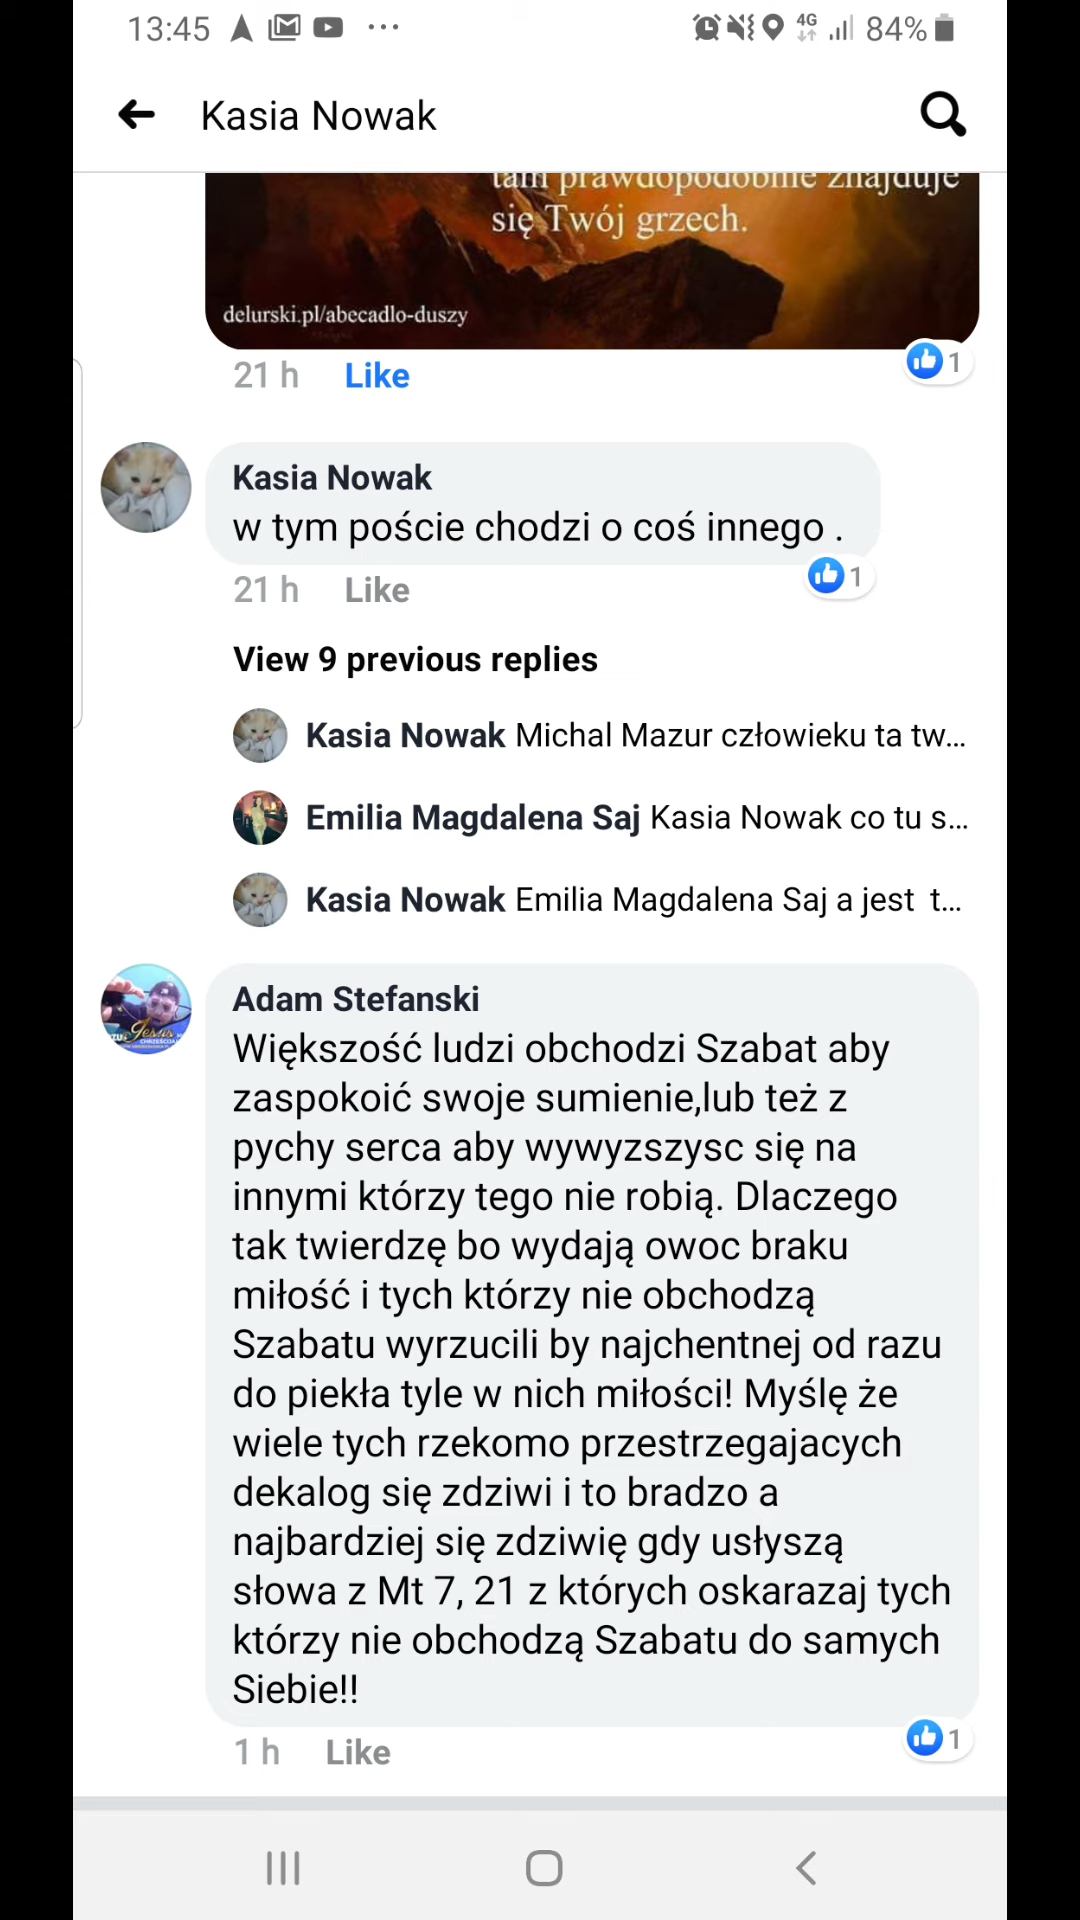 13:45
4G
84%
Kasia Nowak
tam prawdopodobnie znajduje
się Twój grzech.
delurski.pl/abecadlo-duszy
21 h Like 1
Kasia Nowak
w tym poście chodzi o coś innego .
21 h Like 1
View 9 previous replies
Kasia Nowak Michal Mazur człowieku ta tw...
Emilia Magdalena Saj Kasia Nowak co tu s...
Kasia Nowak Emilia Magdalena Saj a jest t...
Jesus
Adam Stefanski
Większość ludzi obchodzi Szabat aby
zaspokoić swoje sumienie,lub też z
pychy serca aby wywyzszysc się na
innymi którzy tego nie robią. Dlaczego
tak twierdzę bo wydają owoc braku
miłość i tych którzy nie obchodzą
Szabatu wyrzucili by najchentnej od razu
do piekła tyle w nich miłości! Myślę że
wiele tych rzekomo przestrzegajacych
dekalog się zdziwi i to bradzo a
najbardziej się zdziwię gdy usłyszą
słowa z Mt 7, 21 z których oskarazaj tych
którzy nie obchodzą Szabatu do samych
Siebie!!
1 h Like 1